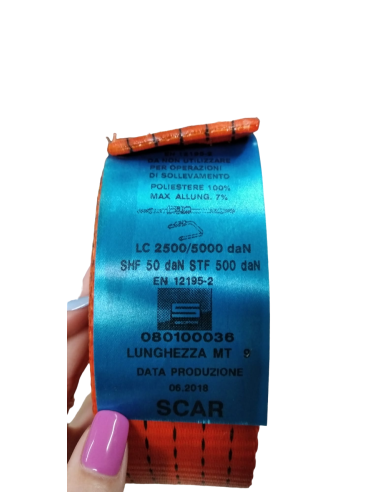 DA NON UTILIZZARE
PER OPERAZIONI
DI SOLLEVAMENTO
POLIESTERE 100%
MAX ALLUNG. 7%
LC 2500/5000 daN
SHF 50 daN STF 500 daN
EN 12195-2
S
080100036
LUNGHEZZA MT
DATA PRODUZIONE
06.2018
SCAR